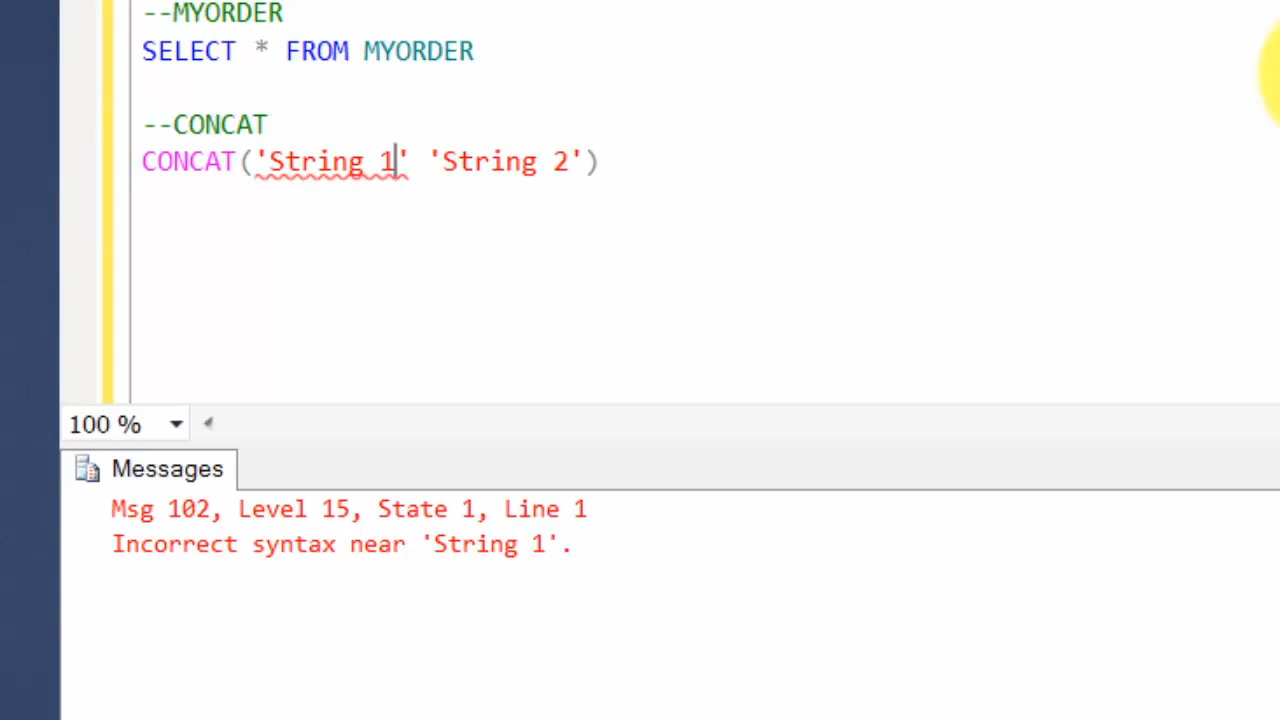 --MYORDER
SELECT * FROM MYORDER
--CONCAT
CONCAT('String 1' 'String 2')
100 %
Messages
Msg 102, Level 15, State 1, Line 1
Incorrect syntax near 'String 1'.